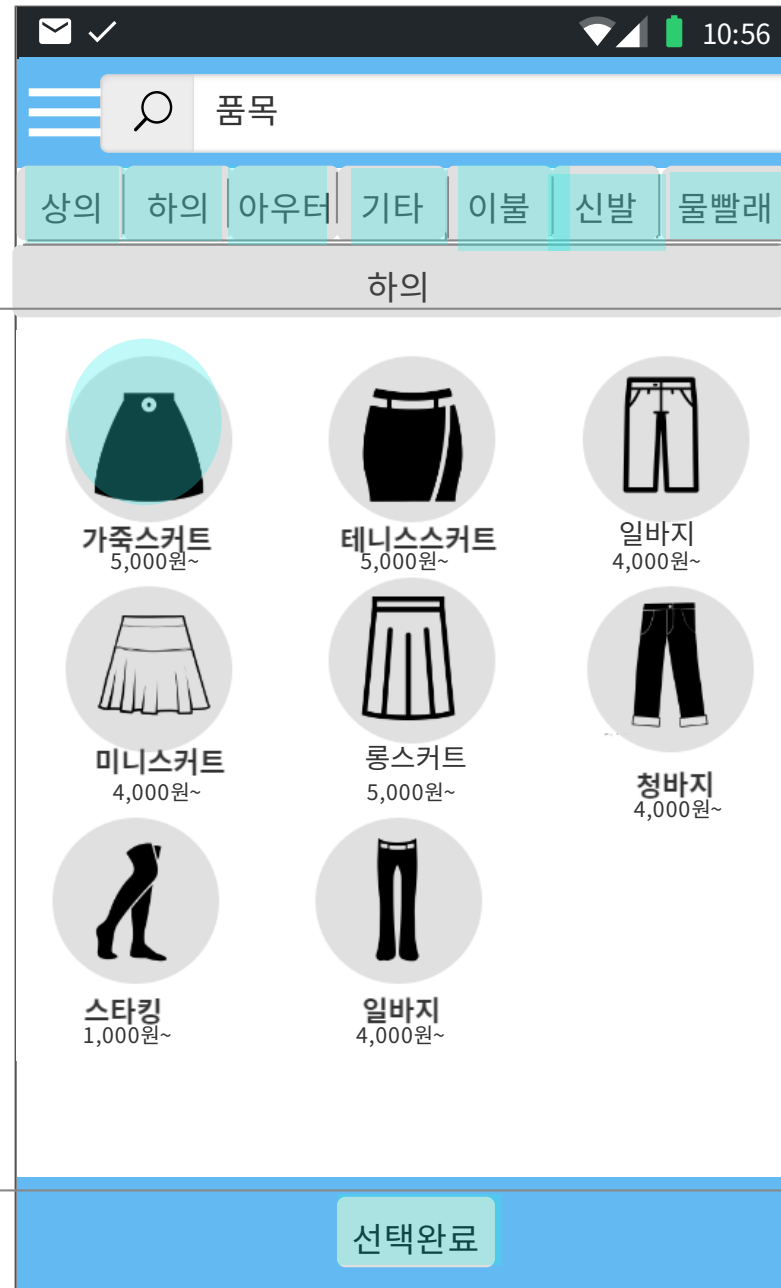 10:56
품목
상의 하의 아우터 기타 이불 신발 물빨래
하의
가죽스커트 테니스스커트 일바지
5,000원~ 5,000원~ 4,000원~
미니스커트 롱스커트 청바지
4,000원~ 5,000원~ 4,000원~
스타킹 일바지
1,000원~ 4,000원~
선택완료